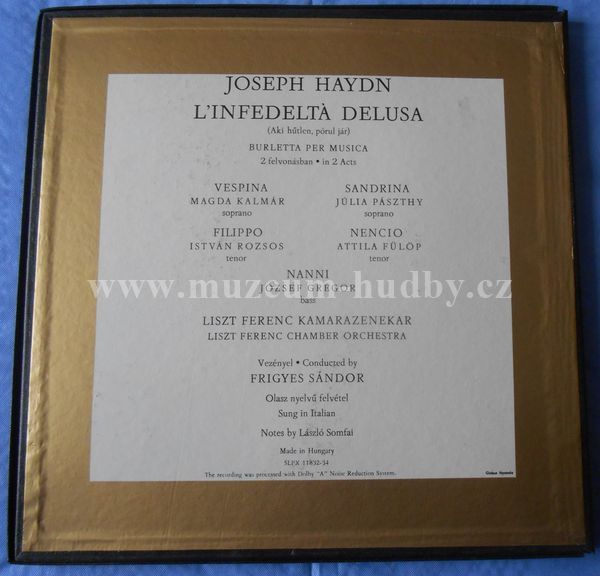 JOSEPH HAYDN
L'INFEDELTÀ DELUSA
(Aki hűtlen, pórul jár)
BURLETTA PER MUSICA
2 felvonásban • in 2 Acts
VESPINA
MAGDA KALMÁR
soprano
SANDRINA
JÚLIA PÁSZTHY
soprano
FILIPPO
ISTVÁN ROZSOS
tenor
NENCIO
ATTILA FÜLÖP
tenor
NANNI
JÓZSEF GREGOR
bass
www.muzeum-hudby.cz
LISZT FERENC KAMARAZENEKAR
LISZT FERENC CHAMBER ORCHESTRA
Vezényel • Conducted by
FRIGYES SÁNDOR
Olasz nyelvű felvétel
Sung in Italian
Notes by László Somfai
Made in Hungary
SLPX 11832-34
The recording was processed with Dolby "A" Noise Reduction System.